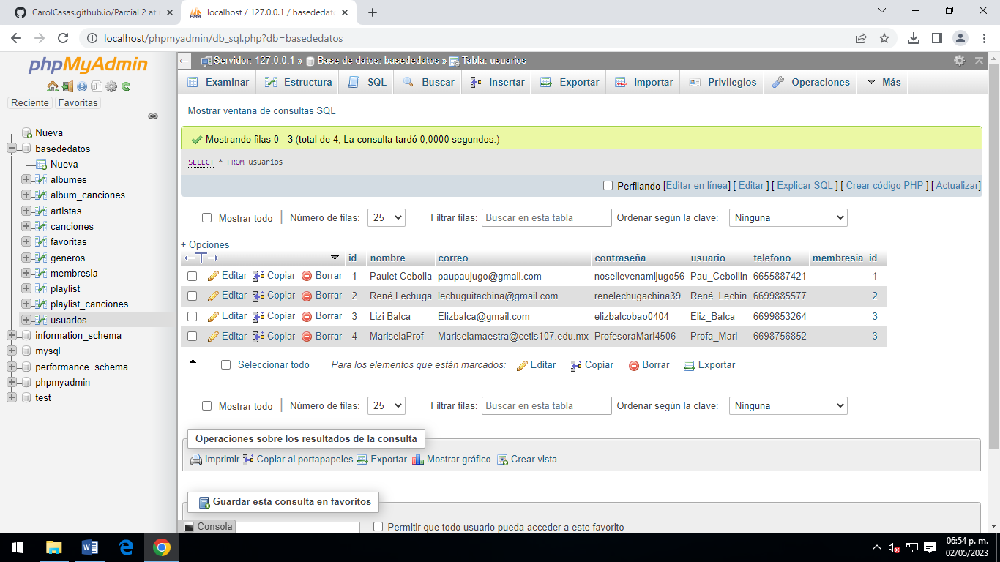 CarolCasas.github.io/Parcial 2 at
localhost / 127.0.0.1 / basededato
localhost/phpmyadmin/db_sql.php?db=basededatos
phpMyAdmin
Reciente Favoritas
Nueva
basededatos
Nueva
albumes
album_canciones
artistas
canciones
favoritas
generos
membresia
playlist
playlist_canciones
usuarios
information_schema
mysql
performance_schema
phpmyadmin
test
Servidor: 127.0.0.1 » Base de datos: basededatos » Tabla: usuarios
Examinar Estructura SQL Buscar Insertar Exportar Importar Privilegios Operaciones Más
Mostrar ventana de consultas SQL
Mostrando filas 0 - 3 (total de 4, La consulta tardó 0,0000 segundos.)
SELECT * FROM usuarios
Perfilando [Editar en línea] [ Editar ] [ Explicar SQL ] [ Crear código PHP ] [ Actualizar]
Mostrar todo | Número de filas: 25 Filtrar filas: Buscar en esta tabla Ordenar según la clave: Ninguna
+ Opciones
←T→ id nombre correo contraseña usuario telefono membresia_id
Editar Copiar Borrar 1 Paulet Cebolla paupaujugo@gmail.com nosellevenamijugo56 Pau_Cebollin 6655887421 1
Editar Copiar Borrar 2 René Lechuga lechuguitachina@gmail.com renelechugachina39 René_Lechin 6699885577 2
Editar Copiar Borrar 3 Lizi Balca Elizbalca@gmail.com elizbalcobao0404 Eliz_Balca 6699853264 3
Editar Copiar Borrar 4 MariselaProf Mariselamaestra@cetis107.edu.mx ProfesoraMari4506 Profa_Mari 6698756852 3
Seleccionar todo Para los elementos que están marcados: Editar Copiar Borrar Exportar
Mostrar todo | Número de filas: 25 Filtrar filas: Buscar en esta tabla Ordenar según la clave: Ninguna
Operaciones sobre los resultados de la consulta
Imprimir Copiar al portapapeles Exportar Mostrar gráfico Crear vista
Guardar esta consulta en favoritos
Consola Permitir que todo usuario pueda acceder a este favorito
06:54 p. m.
02/05/2023